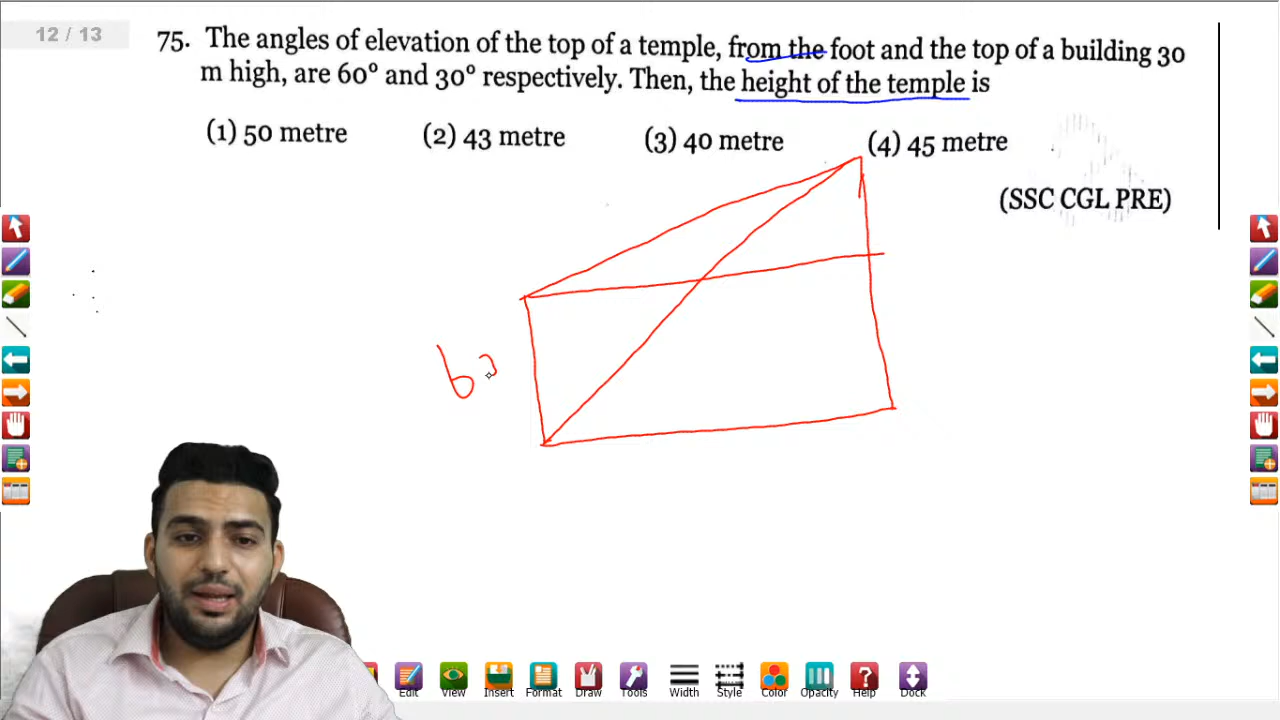 12 / 13
75. The angles of elevation of the top of a temple, from the foot and the top of a building 30
m high, are 60° and 30° respectively. Then, the height of the temple is
(1) 50 metre (2) 43 metre (3) 40 metre (4) 45 metre
(SSC CGL PRE)
Edit View Insert Format Draw Tools Width Style Color Opacity Help Dock